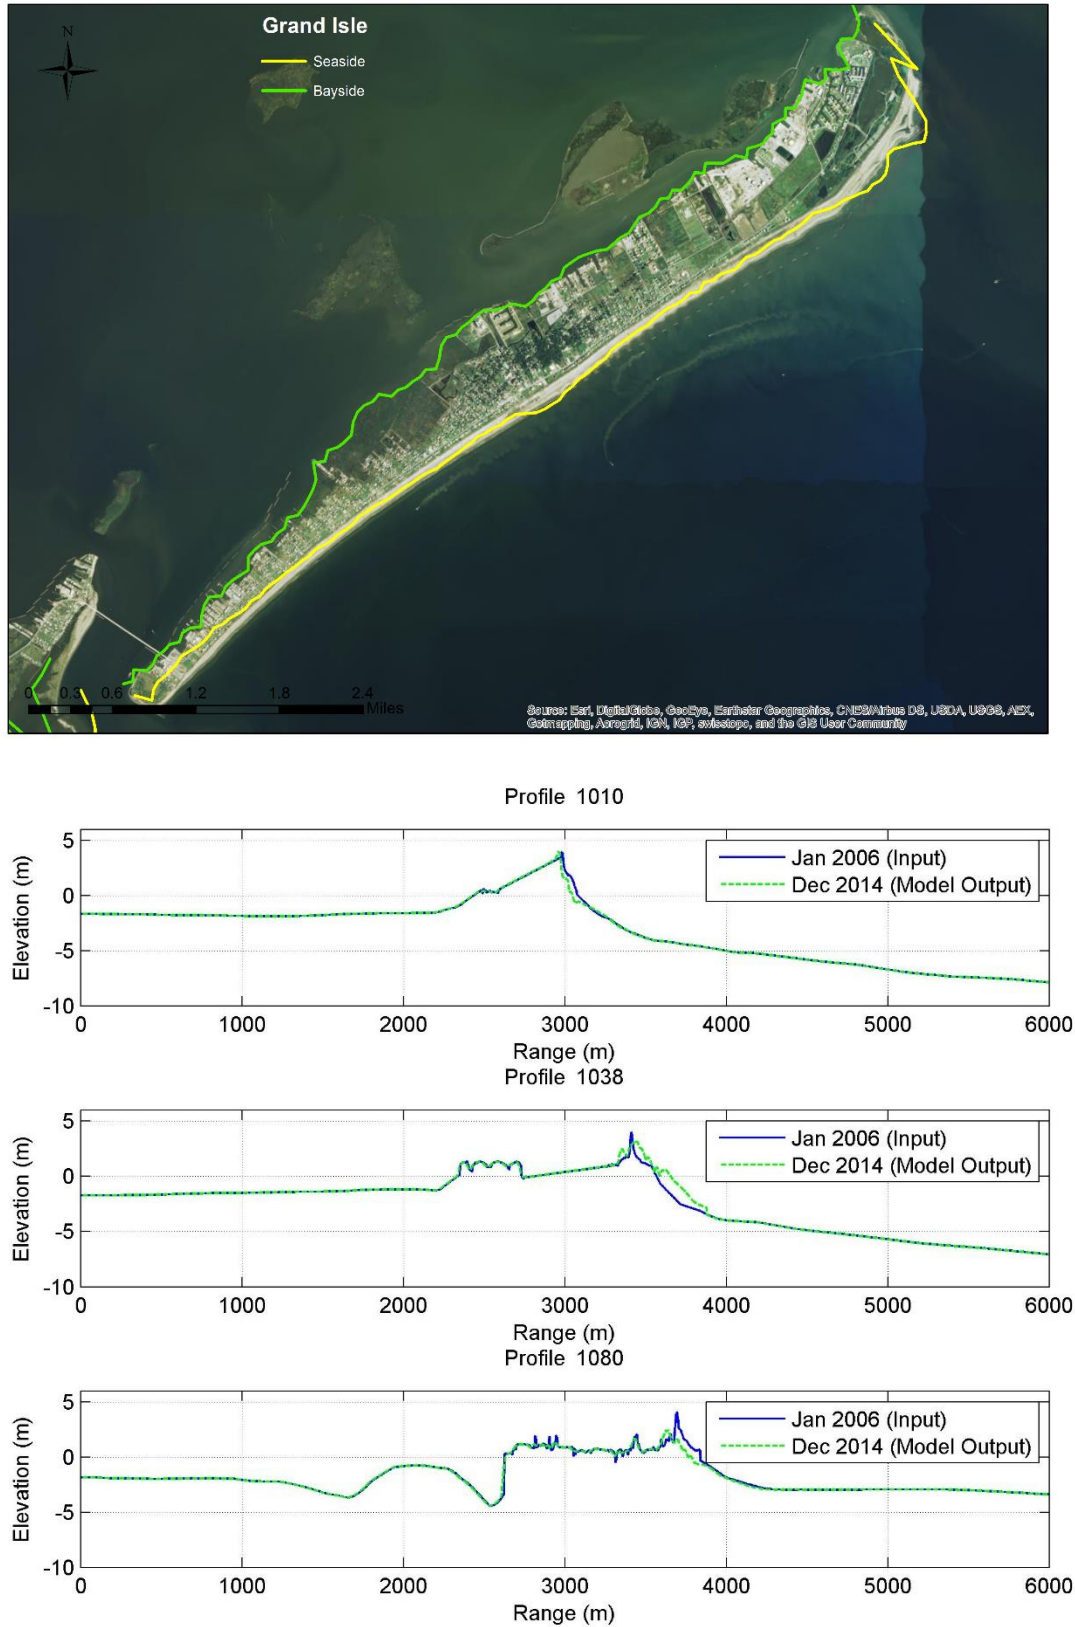 N
Grand Isle
Seaside
Bayside
0 0.3 0.6 1.2 1.8 2.4
Miles
Source: Esri, DigitalGlobe, GeoEye, Earthstar Geographics, CNES/Airbus DS, USDA, USGS, AEX,
Getmapping, Aerogrid, IGN, IGP, swisstopo, and the GIS User Community
Profile 1010
5
0
-5
-10
Elevation (m)
Jan 2006 (Input)
Dec 2014 (Model Output)
0 1000 2000 3000 4000 5000 6000
Range (m)
Profile 1038
5
0
-5
-10
Elevation (m)
Jan 2006 (Input)
Dec 2014 (Model Output)
0 1000 2000 3000 4000 5000 6000
Range (m)
Profile 1080
5
0
-5
-10
Elevation (m)
Jan 2006 (Input)
Dec 2014 (Model Output)
0 1000 2000 3000 4000 5000 6000
Range (m)